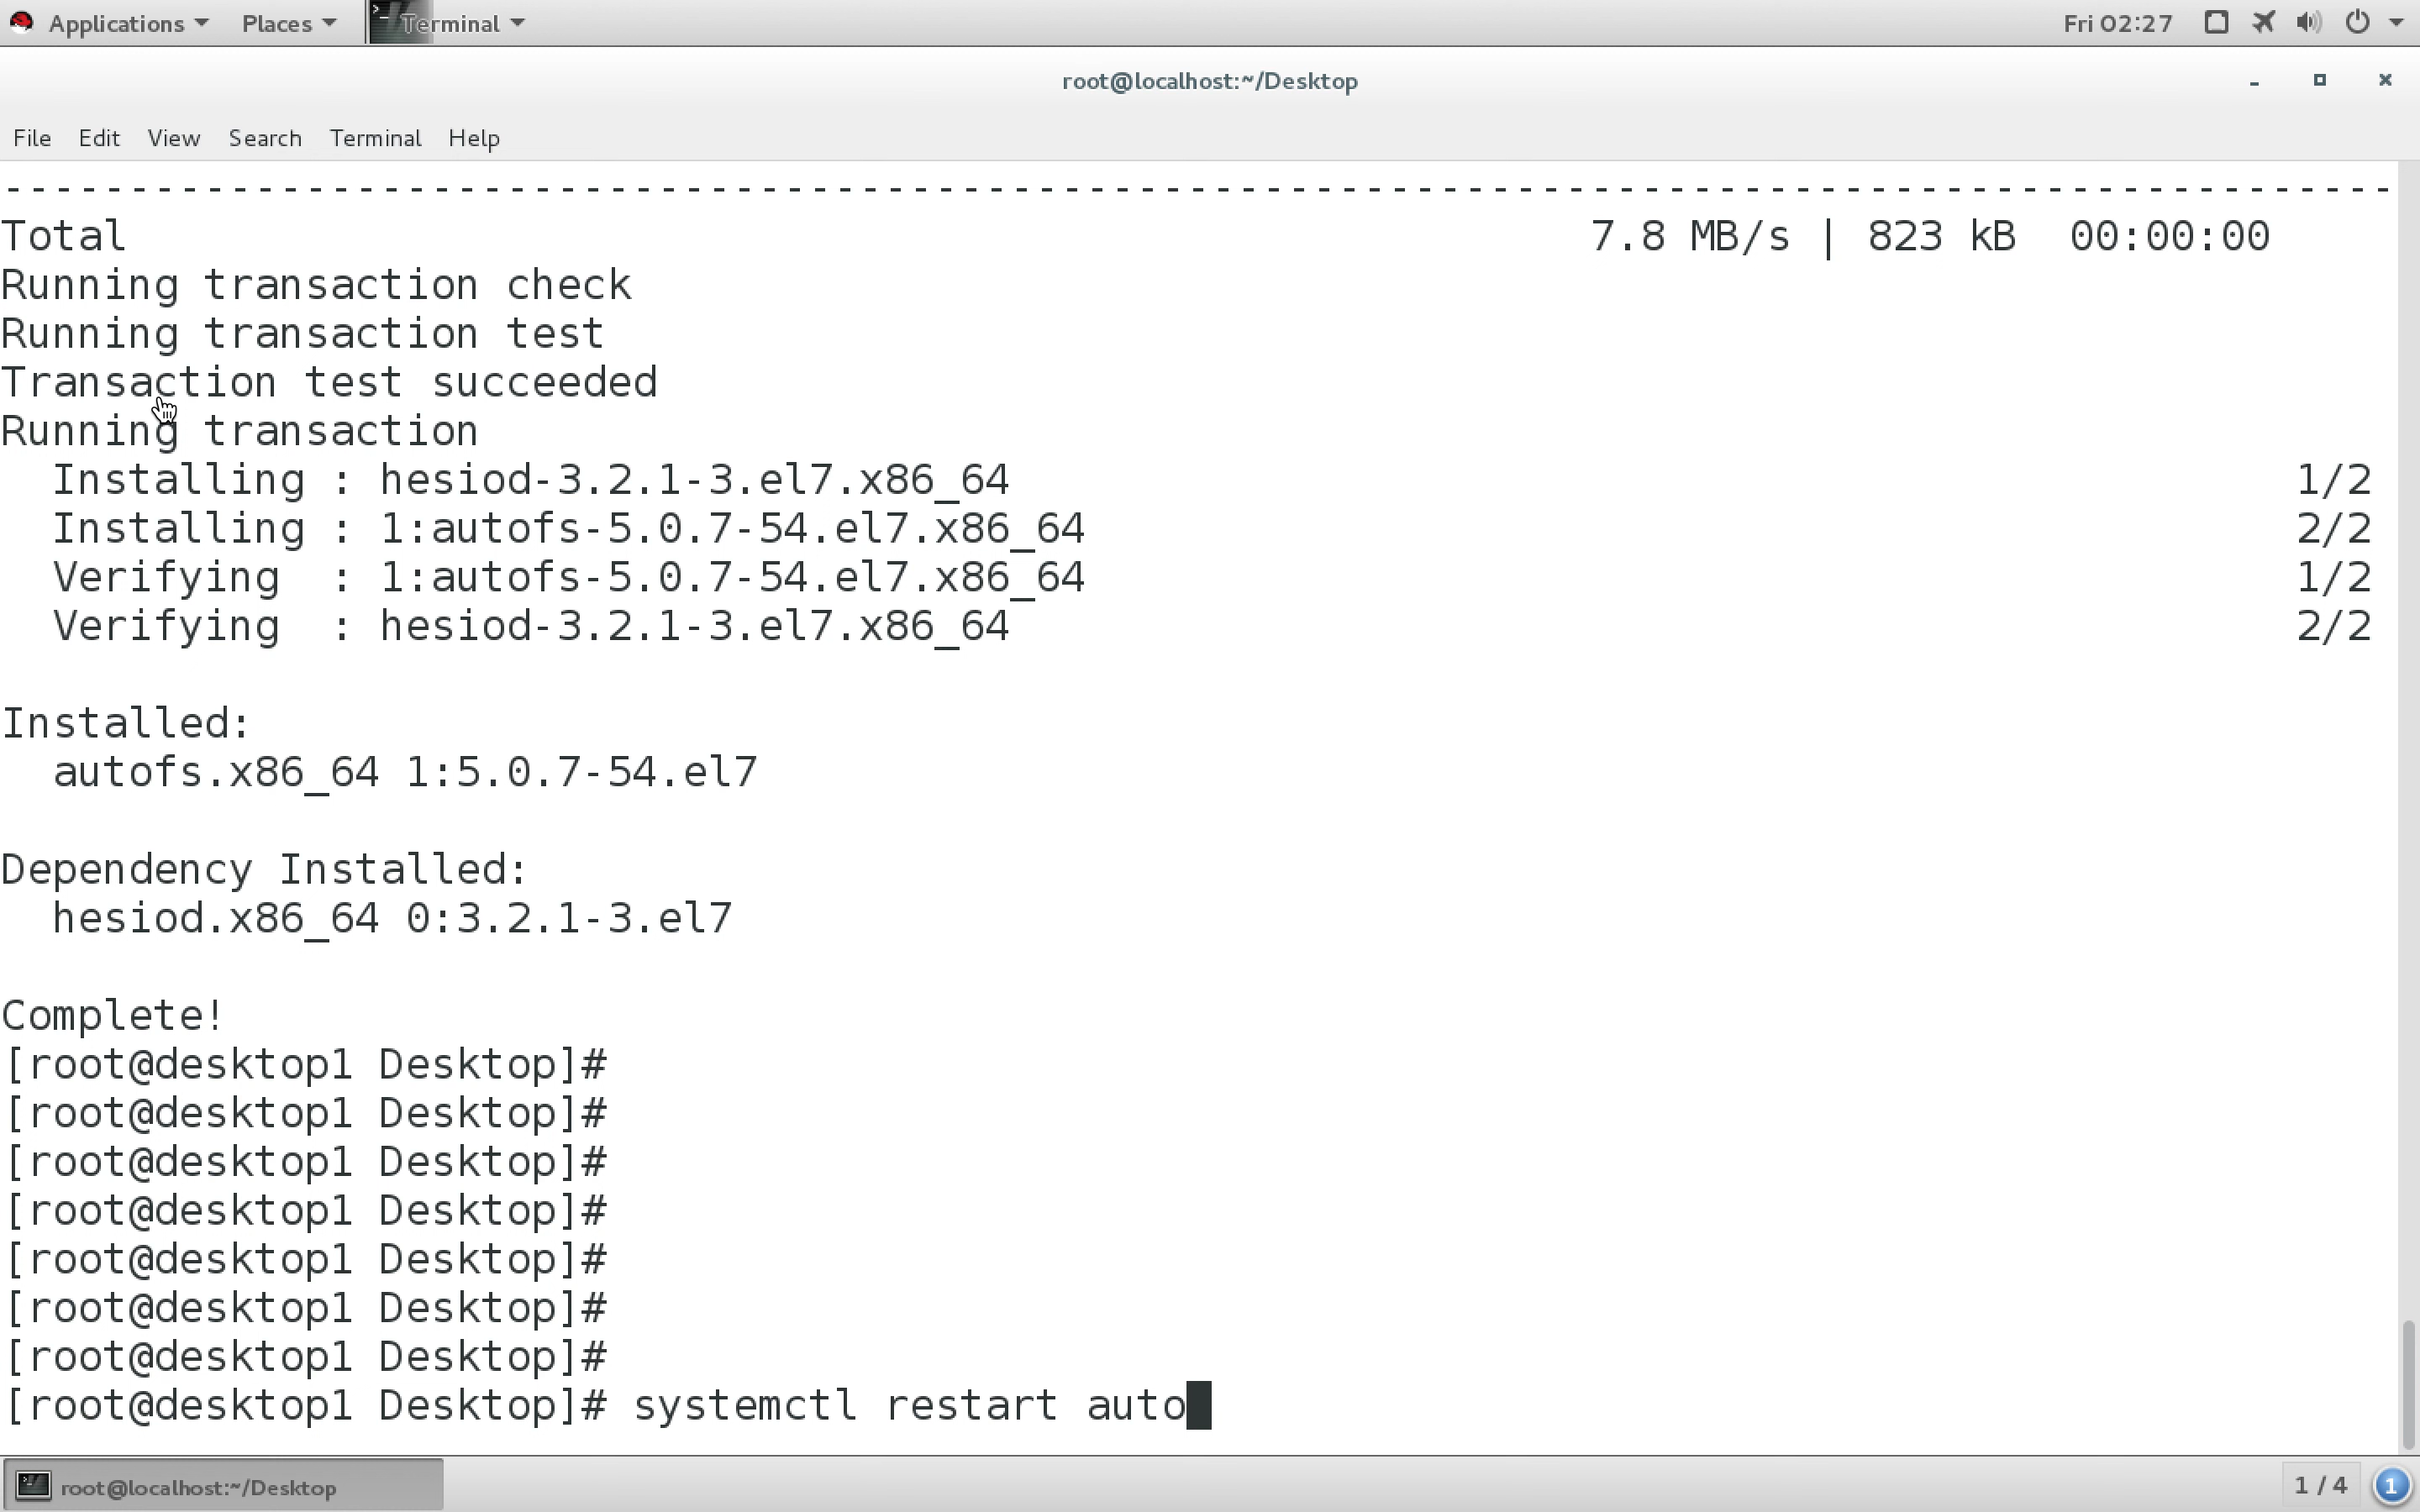 Applications Places Terminal Fri 02:27
root@localhost:~/Desktop
File Edit View Search Terminal Help
--------------------------------------------------------------------------------
Total 7.8 MB/s | 823 kB 00:00:00
Running transaction check
Running transaction test
Transaction test succeeded
Running transaction
Installing : hesiod-3.2.1-3.el7.x86_64 1/2
Installing : 1:autofs-5.0.7-54.el7.x86_64 2/2
Verifying : 1:autofs-5.0.7-54.el7.x86_64 1/2
Verifying : hesiod-3.2.1-3.el7.x86_64 2/2
Installed:
autofs.x86_64 1:5.0.7-54.el7
Dependency Installed:
hesiod.x86_64 0:3.2.1-3.el7
Complete!
[root@desktop1 Desktop]#
[root@desktop1 Desktop]#
[root@desktop1 Desktop]#
[root@desktop1 Desktop]#
[root@desktop1 Desktop]#
[root@desktop1 Desktop]#
[root@desktop1 Desktop]#
[root@desktop1 Desktop]# systemctl restart auto
root@localhost:~/Desktop 1 / 4 1